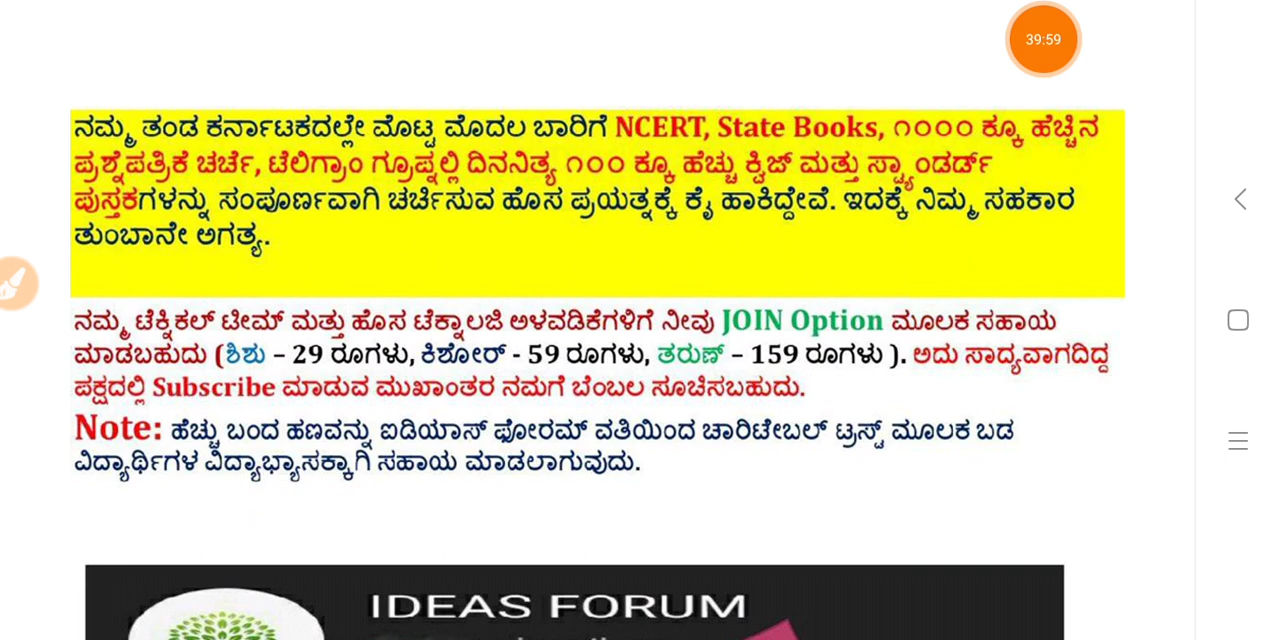 39:59
ನಮ್ಮ ತಂಡ ಕರ್ನಾಟಕದಲ್ಲೇ ಮೊಟ್ಟ ಮೊದಲ ಬಾರಿಗೆ NCERT, State Books, ೧೦೦೦ ಕ್ಕೂ ಹೆಚ್ಚಿನ
ಪ್ರಶ್ನೆಪತ್ರಿಕೆ ಚರ್ಚೆ, ಟೆಲಿಗ್ರಾಂ ಗ್ರೂಪ್ನಲ್ಲಿ ದಿನನಿತ್ಯ ೧೦೦ ಕ್ಕೂ ಹೆಚ್ಚು ಕ್ವಿಜ್ ಮತ್ತು ಸ್ಟ್ಯಾಂಡರ್ಡ್
ಪುಸ್ತಕಗಳನ್ನು ಸಂಪೂರ್ಣವಾಗಿ ಚರ್ಚಿಸುವ ಹೊಸ ಪ್ರಯತ್ನಕ್ಕೆ ಕೈ ಹಾಕಿದ್ದೇವೆ. ಇದಕ್ಕೆ ನಿಮ್ಮ ಸಹಕಾರ
ತುಂಬಾನೇ ಅಗತ್ಯ.
ನಮ್ಮ ಟೆಕ್ನಿಕಲ್ ಟೀಮ್ ಮತ್ತು ಹೊಸ ಟೆಕ್ನಾಲಜಿ ಅಳವಡಿಕೆಗಳಿಗೆ ನೀವು JOIN Option ಮೂಲಕ ಸಹಾಯ
ಮಾಡಬಹುದು (ಶಿಶು – 29 ರೂಗಳು, ಕಿಶೋರ್ - 59 ರೂಗಳು, ತರುಣ್ – 159 ರೂಗಳು ). ಅದು ಸಾದ್ಯವಾಗದಿದ್ದ
ಪಕ್ಷದಲ್ಲಿ Subscribe ಮಾಡುವ ಮುಖಾಂತರ ನಮಗೆ ಬೆಂಬಲ ಸೂಚಿಸಬಹುದು.
Note: ಹೆಚ್ಚು ಬಂದ ಹಣವನ್ನು ಐಡಿಯಾಸ್ ಫೋರಮ್ ವತಿಯಿಂದ ಚಾರಿಟೇಬಲ್ ಟ್ರಸ್ಟ್ ಮೂಲಕ ಬಡ
ವಿದ್ಯಾರ್ಥಿಗಳ ವಿದ್ಯಾಭ್ಯಾಸಕ್ಕಾಗಿ ಸಹಾಯ ಮಾಡಲಾಗುವುದು.
IDEAS FORUM